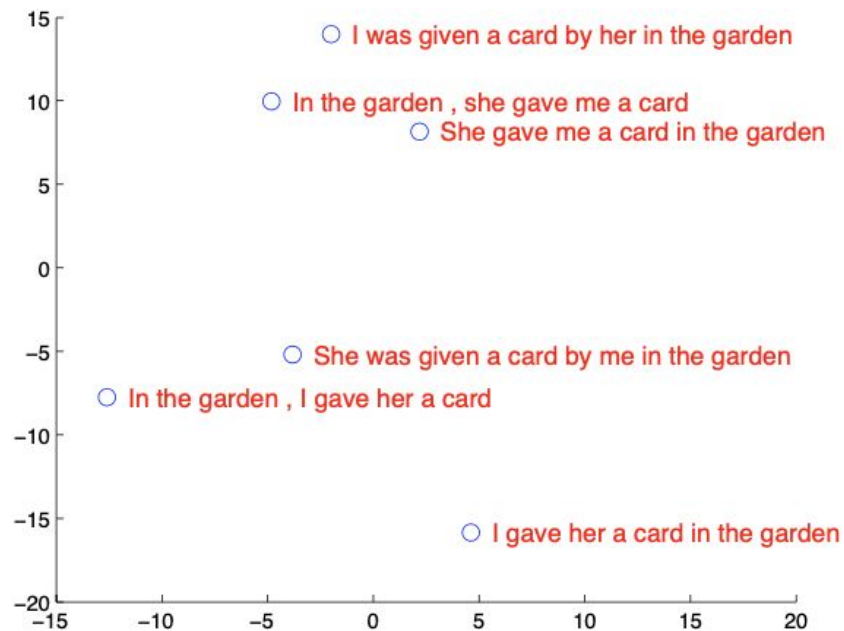 15
I was given a card by her in the garden
10
In the garden , she gave me a card
She gave me a card in the garden
5
0
−5
She was given a card by me in the garden
In the garden , I gave her a card
−10
−15
I gave her a card in the garden
−20
−15 −10 −5 0 5 10 15 20